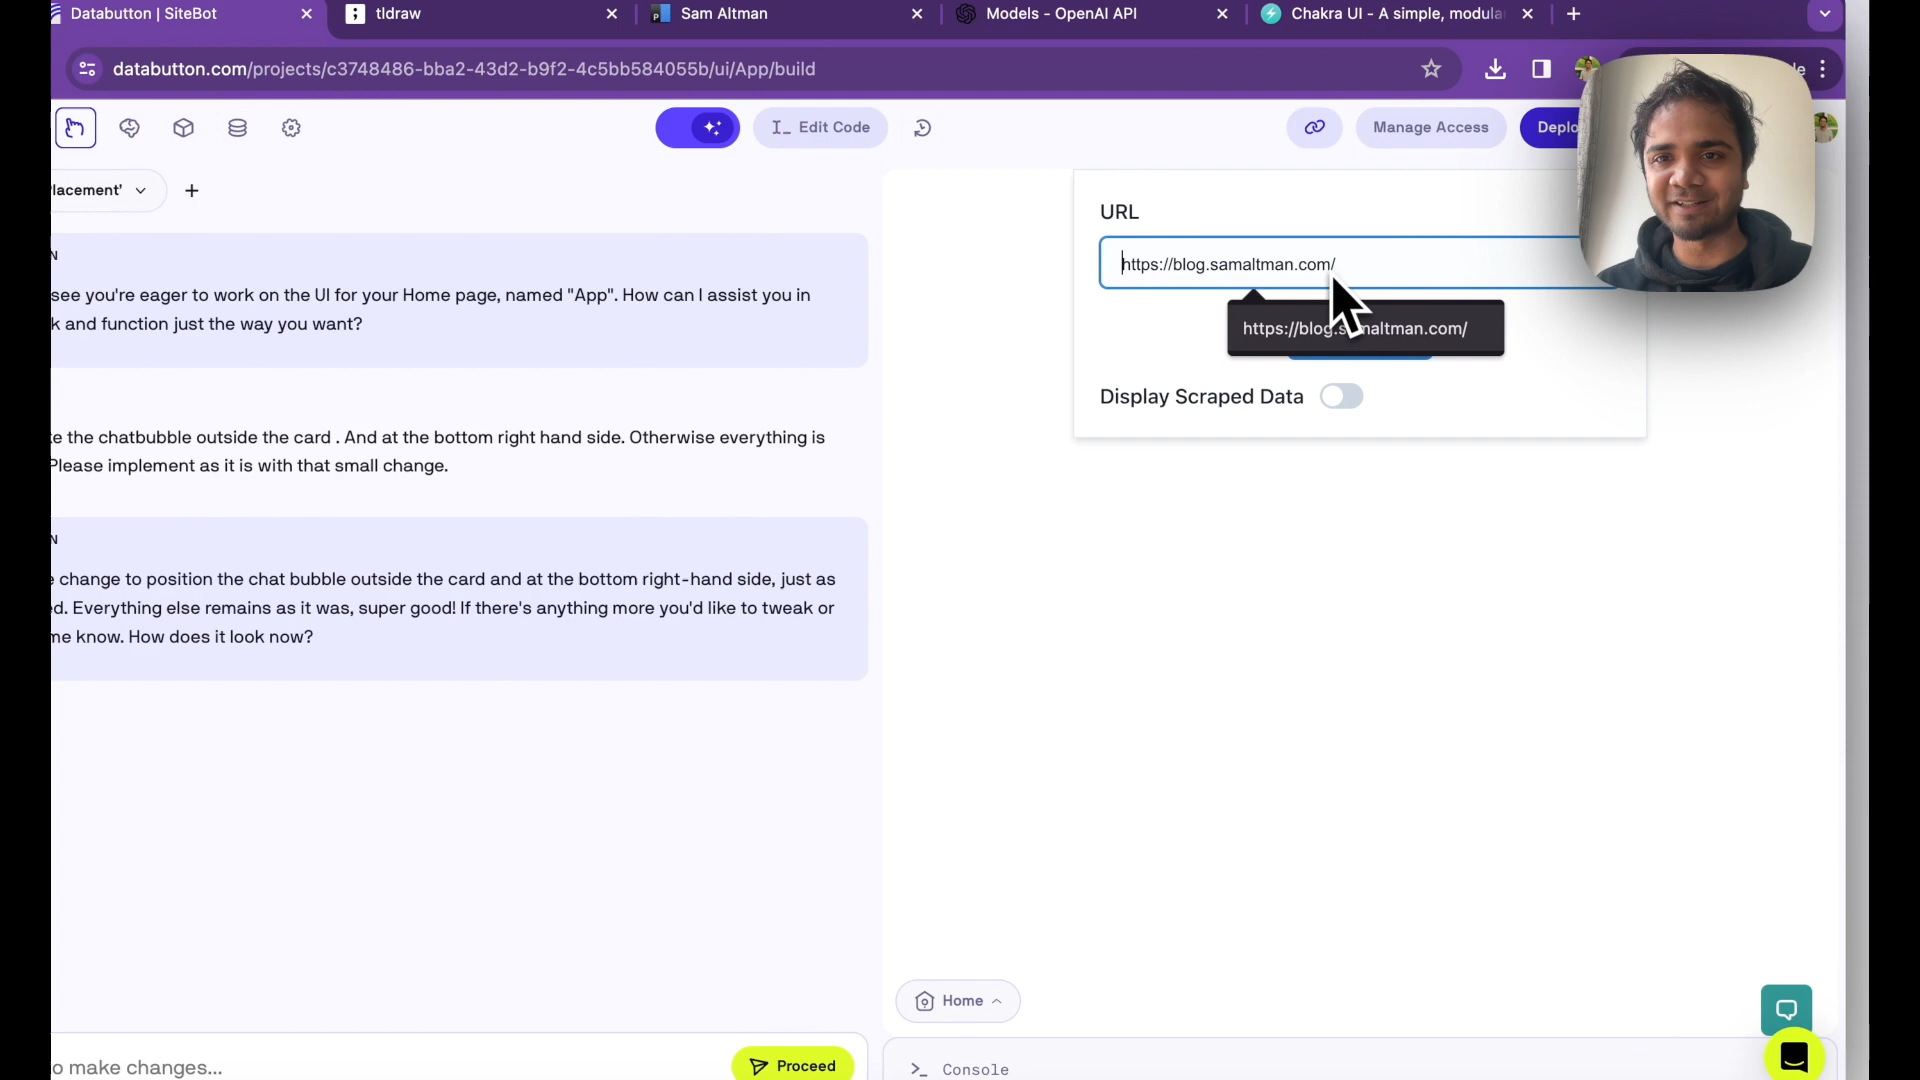 Databutton | SiteBot
tldraw
Sam Altman
Models - OpenAI API
Chakra UI - A simple, modula
databutton.com/projects/c3748486-bba2-43d2-b9f2-4c5bb584055b/ui/App/build
Edit Code
Manage Access
Deplo
lacement'
URL
https://blog.samaltman.com/
https://blog.samaltman.com/
Display Scraped Data
N
see you're eager to work on the UI for your Home page, named "App". How can I assist you in
k and function just the way you want?
e the chatbubble outside the card . And at the bottom right hand side. Otherwise everything is
Please implement as it is with that small change.
N
e change to position the chat bubble outside the card and at the bottom right-hand side, just as
ed. Everything else remains as it was, super good! If there's anything more you'd like to tweak or
me know. How does it look now?
Home
o make changes...
Proceed
Console